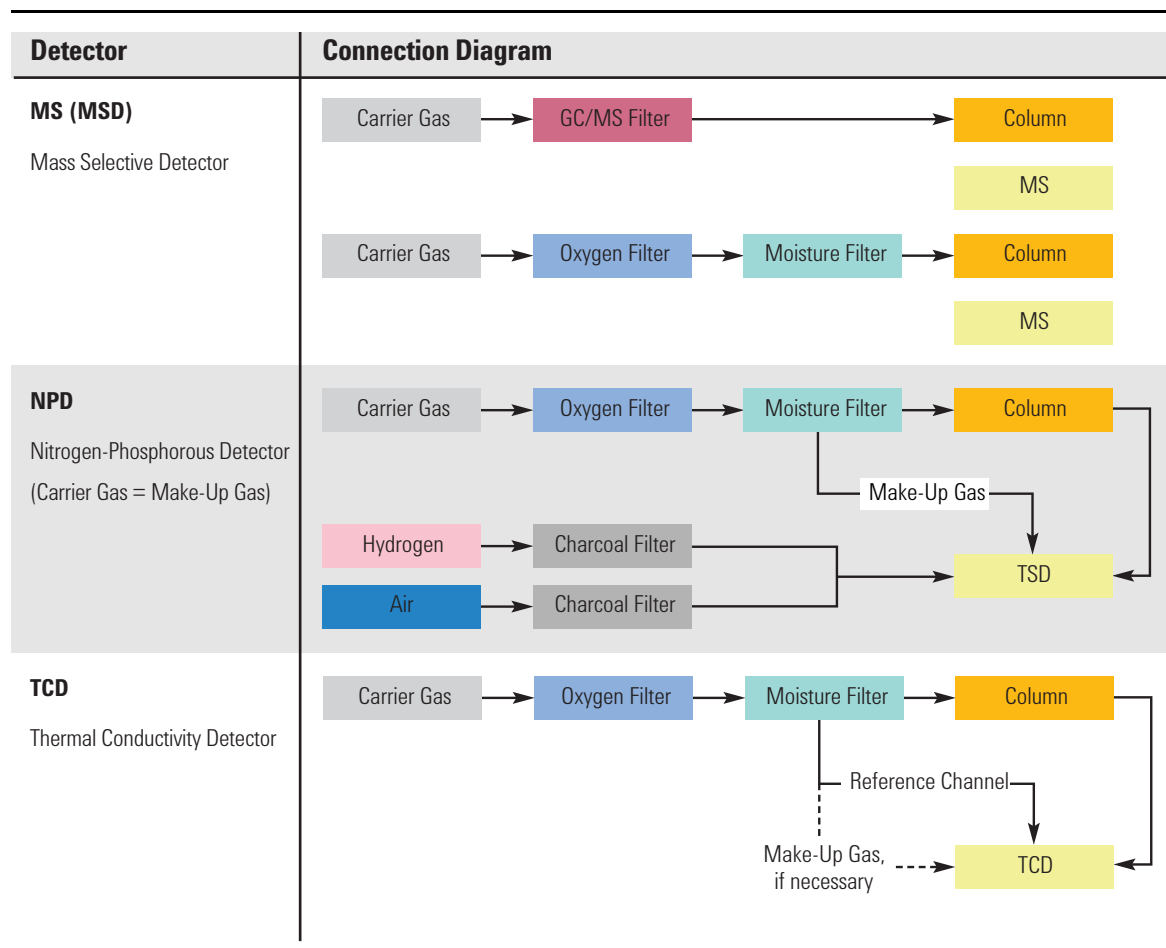 Detector
Connection Diagram
MS (MSD)
Mass Selective Detector
Carrier Gas
GC/MS Filter
Column
MS
Carrier Gas
Oxygen Filter
Moisture Filter
Column
MS
NPD
Nitrogen-Phosphorous Detector
(Carrier Gas = Make-Up Gas)
Carrier Gas
Oxygen Filter
Moisture Filter
Column
Make-Up Gas
Hydrogen
Charcoal Filter
TSD
Air
Charcoal Filter
TCD
Thermal Conductivity Detector
Carrier Gas
Oxygen Filter
Moisture Filter
Column
Reference Channel
Make-Up Gas,
if necessary
TCD